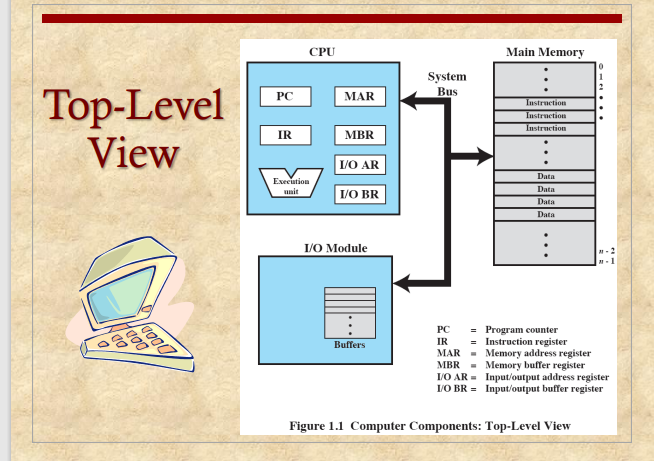 Top-Level
View
CPU
Main Memory
System
Bus
PC
MAR
IR
MBR
I/O AR
Execution
unit
I/O BR
0
1
2
Instruction
Instruction
Instruction
Data
Data
Data
Data
n - 2
n - 1
I/O Module
Buffers
PC = Program counter
IR = Instruction register
MAR = Memory address register
MBR = Memory buffer register
I/O AR = Input/output address register
I/O BR = Input/output buffer register
Figure 1.1 Computer Components: Top-Level View